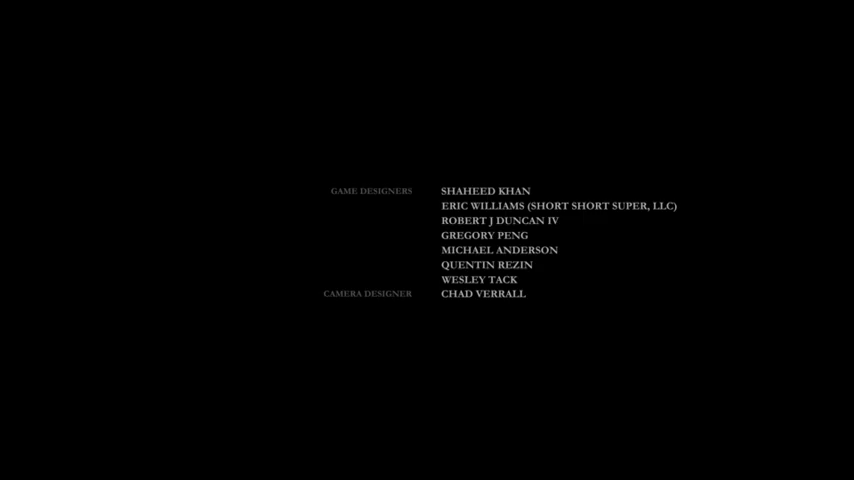 GAME DESIGNERS SHAHEED KHAN
ERIC WILLIAMS (SHORT SHORT SUPER, LLC)
ROBERT J DUNCAN IV
GREGORY PENG
MICHAEL ANDERSON
QUENTIN REZIN
WESLEY TACK
CAMERA DESIGNER CHAD VERRALL